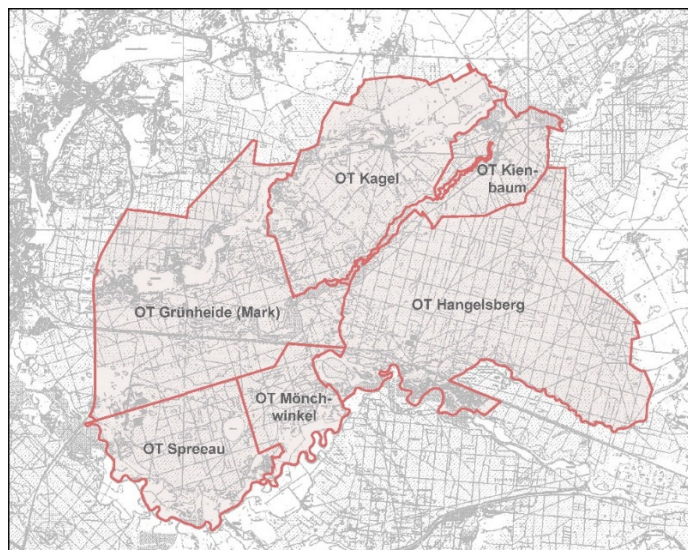 OT Kagel
OT Kien-
baum
OT Grünheide (Mark)
OT Hangelsberg
OT Mönch-
winkel
OT Spreeau